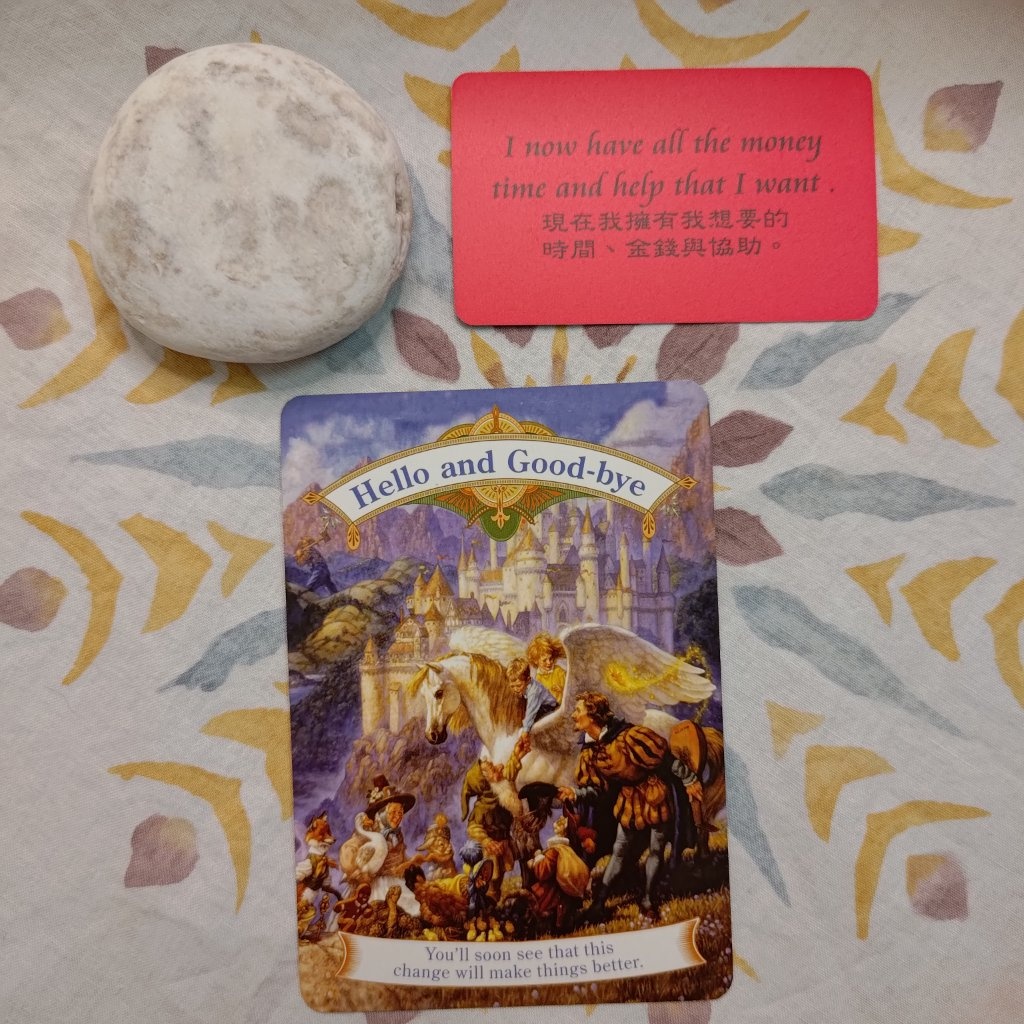 I now have all the money
time and help that I want .
現在我擁有我想要的
時間、金錢與協助。
Hello and Good-bye
You'll soon see that this
change will make things better.